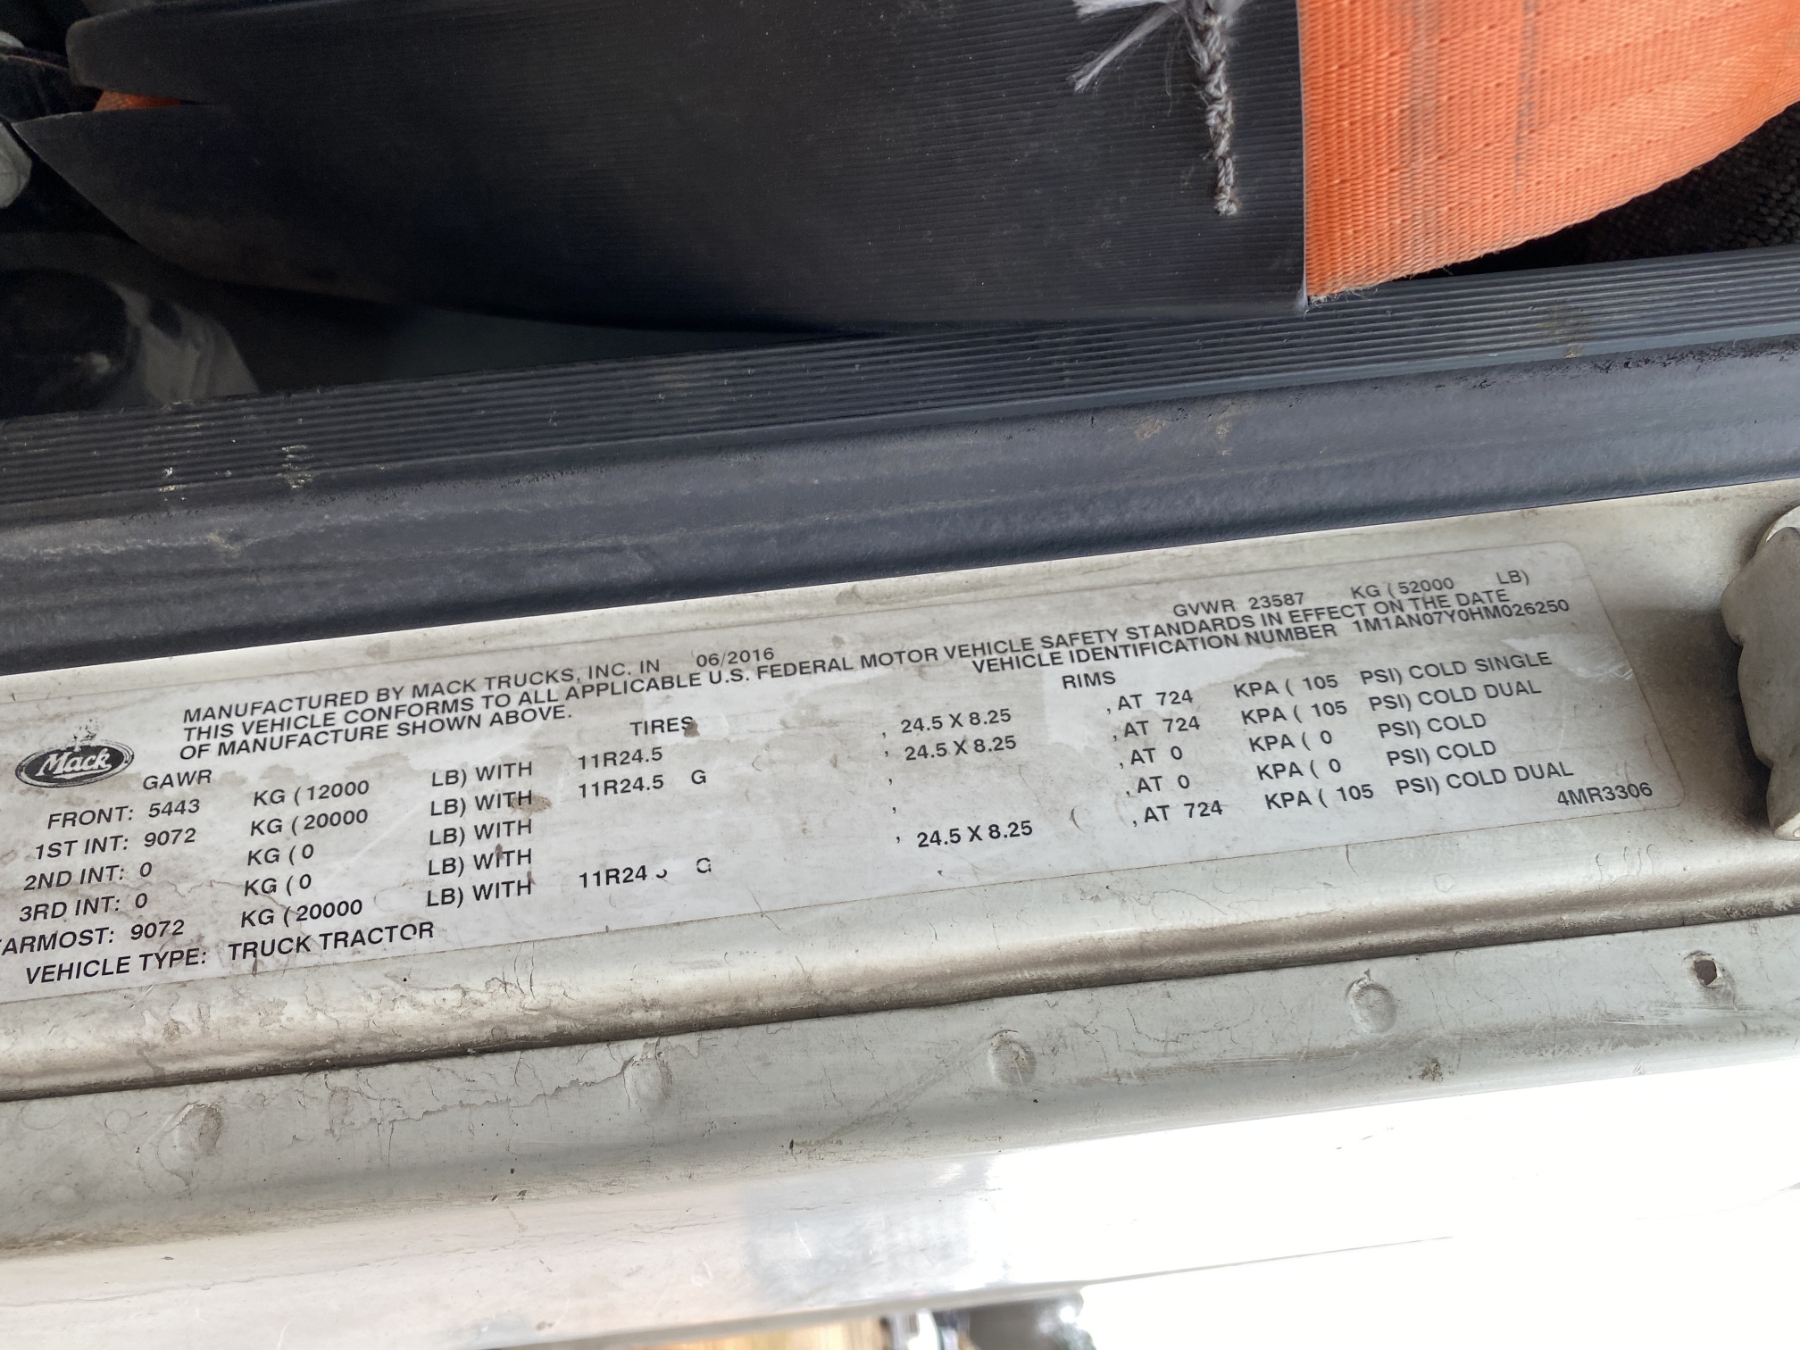 GVWR 23587 KG ( 52000 LB)
MANUFACTURED BY MACK TRUCKS, INC. IN 06/2016
THIS VEHICLE CONFORMS TO ALL APPLICABLE U.S. FEDERAL MOTOR VEHICLE SAFETY STANDARDS IN EFFECT ON THE DATE
OF MANUFACTURE SHOWN ABOVE. VEHICLE IDENTIFICATION NUMBER 1M1AN07Y0HM026250
Mack
GAWR TIRES RIMS
FRONT: 5443 KG ( 12000 LB) WITH 11R24.5 , 24.5 X 8.25 , AT 724 KPA ( 105 PSI) COLD SINGLE
1ST INT: 9072 KG ( 20000 LB) WITH 11R24.5 G , 24.5 X 8.25 , AT 724 KPA ( 105 PSI) COLD DUAL
2ND INT: 0 KG ( 0 LB) WITH , , AT 0 KPA ( 0 PSI) COLD
3RD INT: 0 KG ( 0 LB) WITH , , AT 0 KPA ( 0 PSI) COLD
ARMOST: 9072 KG ( 20000 LB) WITH 11R24.5 G , 24.5 X 8.25 , AT 724 KPA ( 105 PSI) COLD DUAL
VEHICLE TYPE: TRUCK TRACTOR 4MR3306